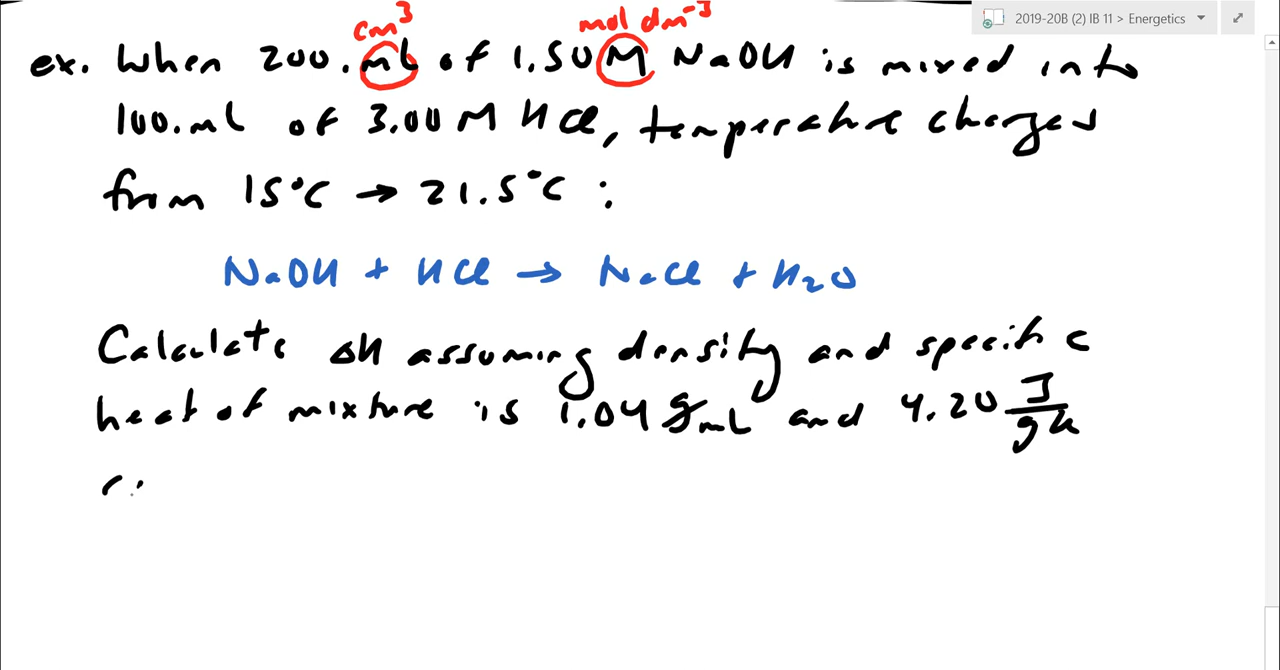 2019-20B (2) IB 11 > Energetics
cm³ mol dm⁻³
ex. When 200. mL of 1.50 M NaOH is mixed into
100. mL of 3.00 M HCl, temperature changes
from 15°C → 21.5°C :
NaOH + HCl → NaCl + H₂O
Calculate ΔH assuming density and specific
heat of mixture is 1.04 g/mL and 4.20 J/gK